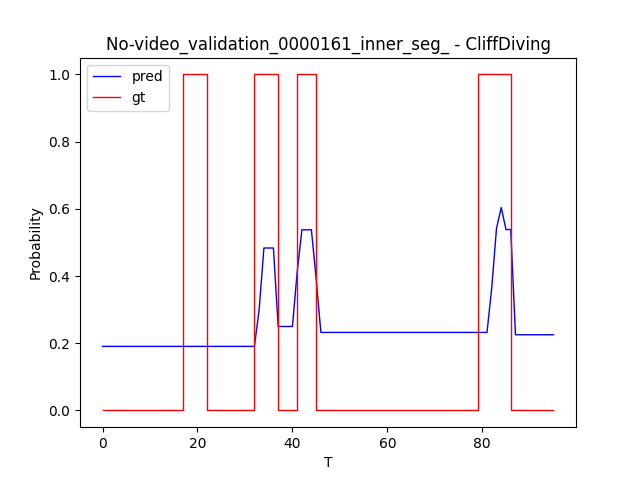 No-video_validation_0000161_inner_seg_ - CliffDiving
pred
gt
1.0
0.8
0.6
0.4
0.2
0.0
Probability
0 20 40 60 80
T